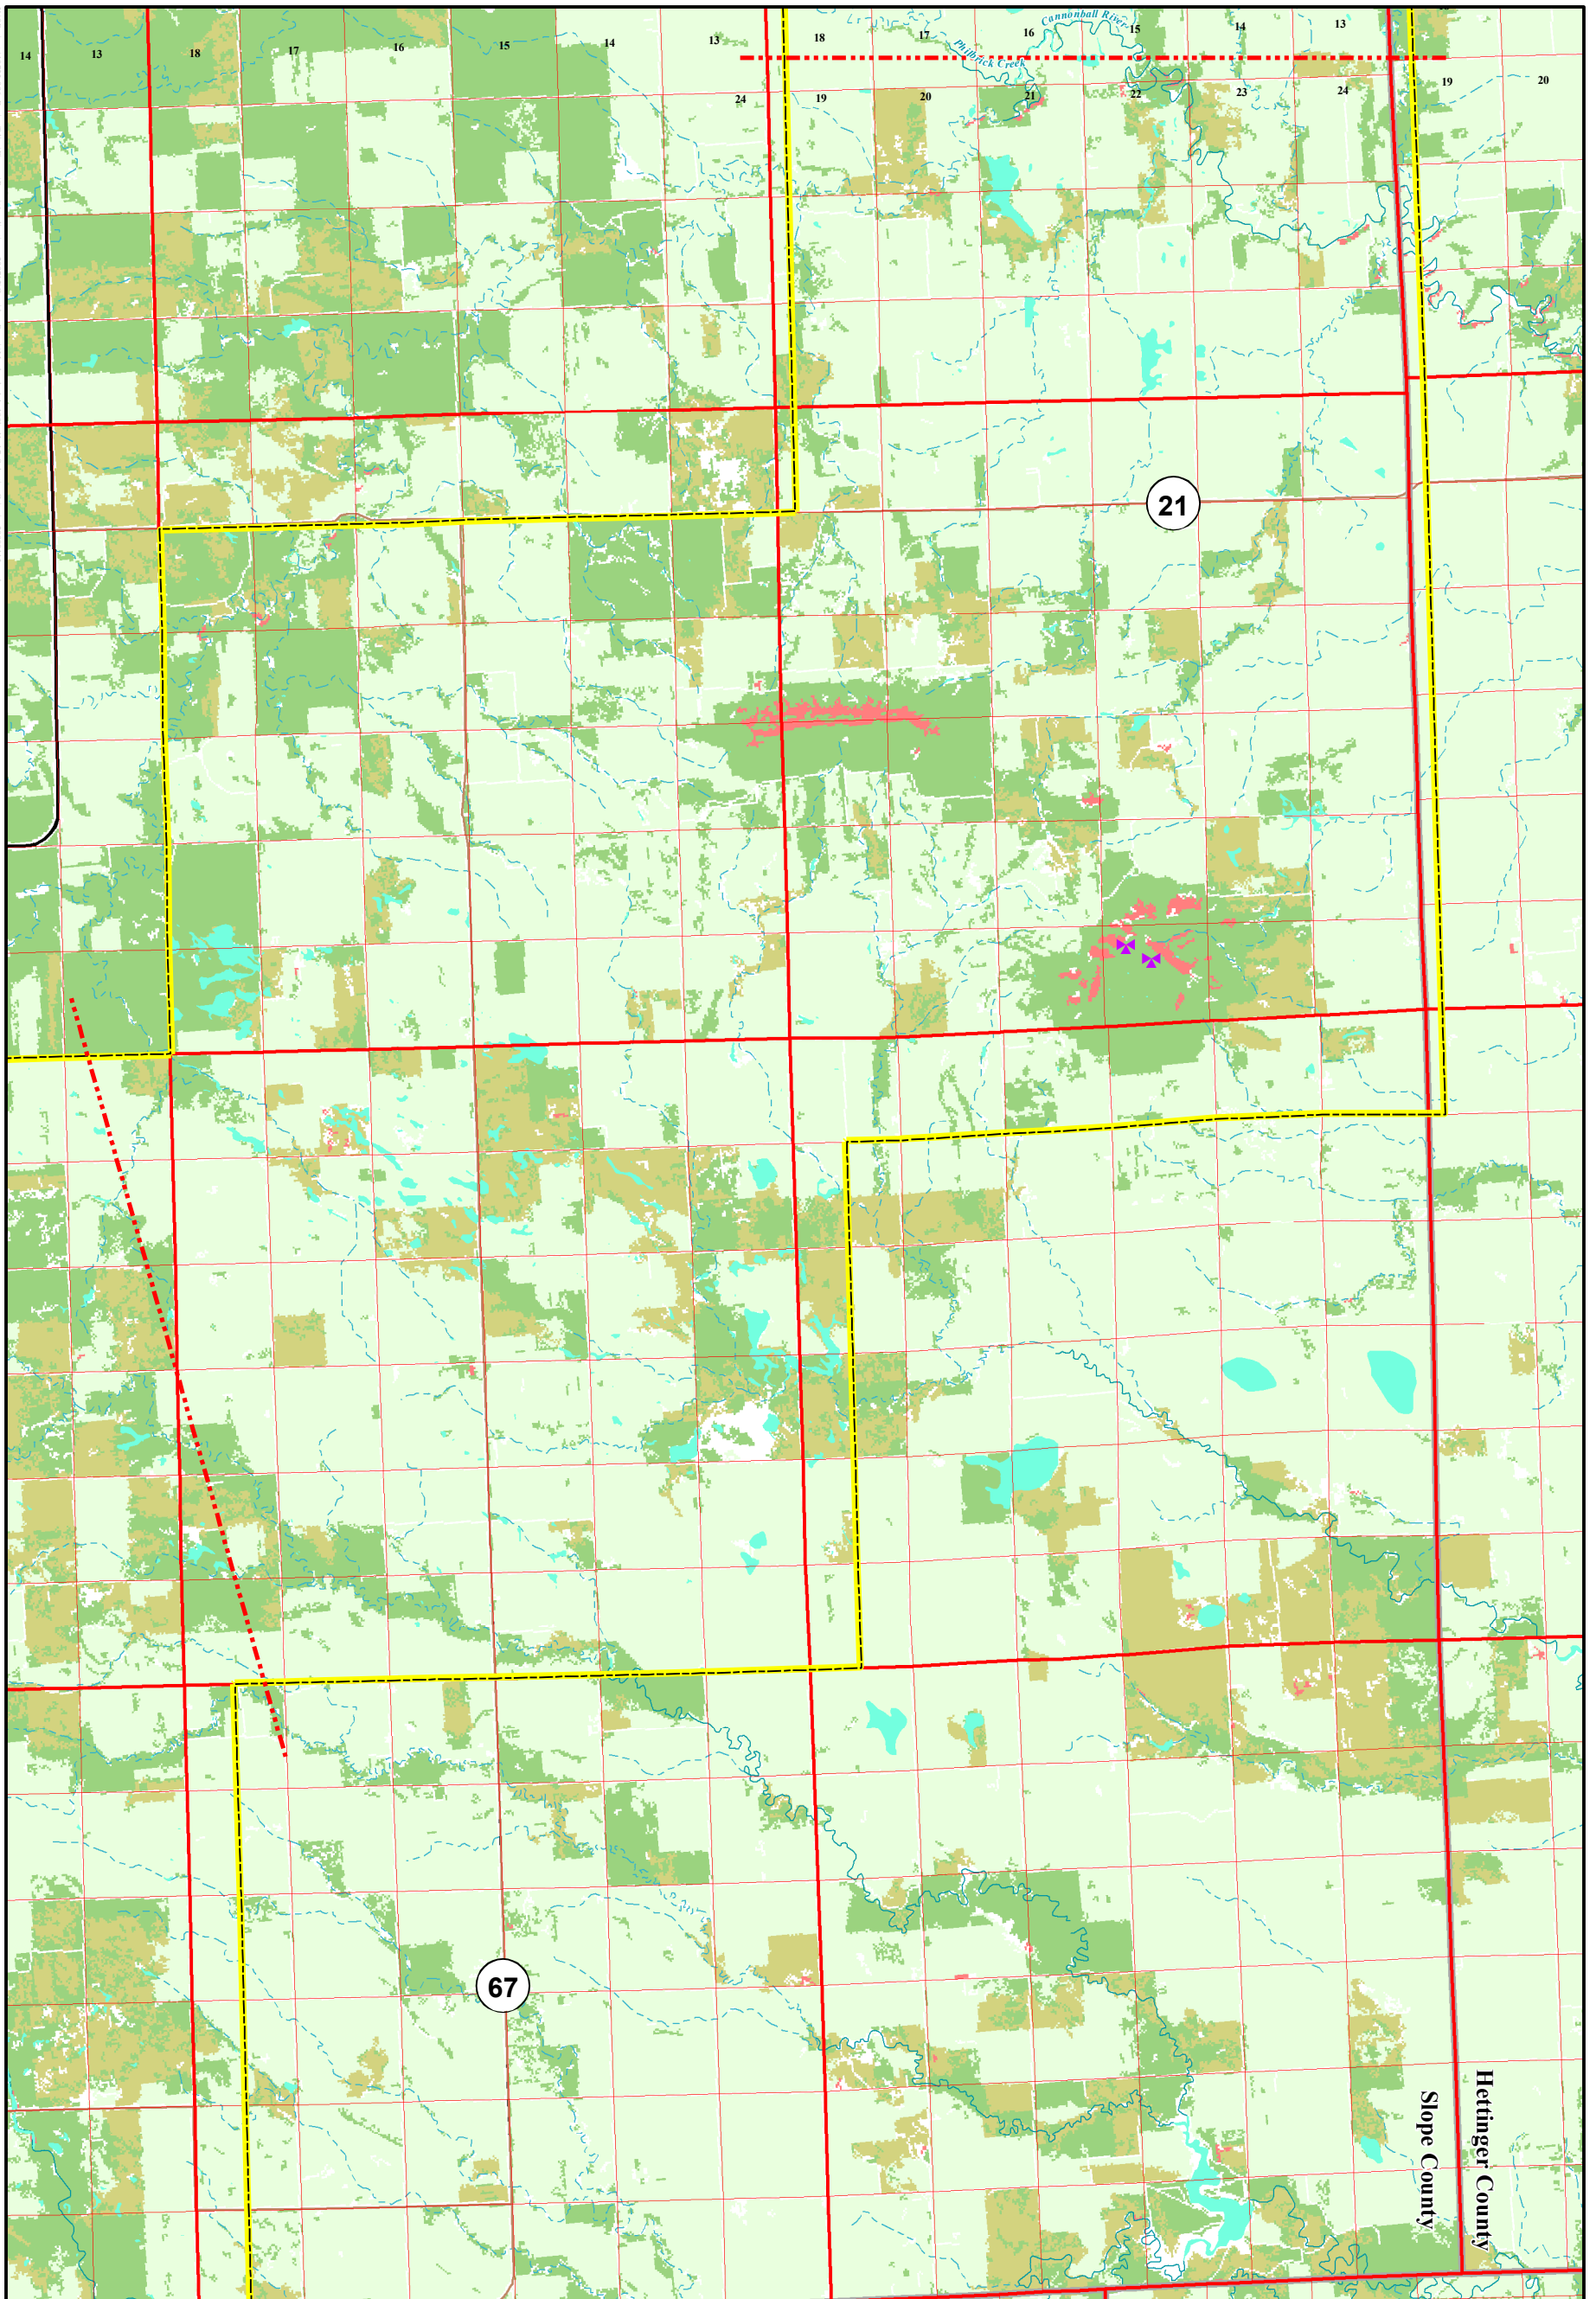 Cannonball River
14 13 18 17 16 15 14 13 18 17 16 15 14 13
Philbrick Creek
24 19 20 21 22 23 24 19 20
21
67
Hettinger County
Slope County